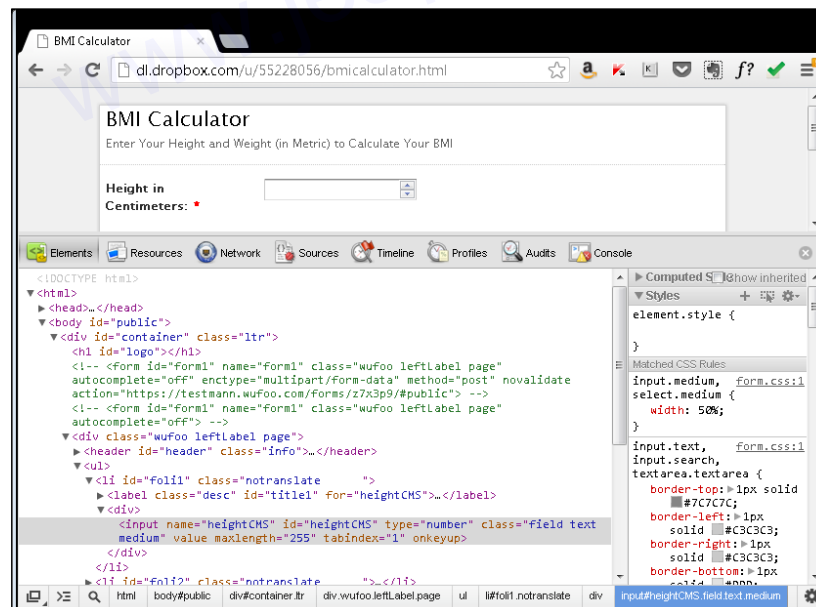 BMI Calculator
dl.dropbox.com/u/55228056/bmicalculator.html
f?
BMI Calculator
Enter Your Height and Weight (in Metric) to Calculate Your BMI
Height in
Centimeters: *
Elements Resources Network Sources Timeline Profiles Audits Console
<!DOCTYPE html>
▼<html>
▶<head>…</head>
▼<body id="public">
▼<div id="container" class="ltr">
<h1 id="logo"></h1>
<!-- <form id="form1" name="form1" class="wufoo leftLabel page"
autocomplete="off" enctype="multipart/form-data" method="post" novalidate
action="https://testmann.wufoo.com/forms/z7x3p9/#public"> -->
<!-- <form id="form1" name="form1" class="wufoo leftLabel page"
autocomplete="off"> -->
▼<div class="wufoo leftLabel page">
▶<header id="header" class="info">…</header>
▼<ul>
▼<li id="foli1" class="notranslate      ">
▶<label class="desc" id="title1" for="heightCMS">…</label>
▼<div>
<input name="heightCMS" id="heightCMS" type="number" class="field text
medium" value maxlength="255" tabindex="1" onkeyup>
</div>
</li>
▶<li id="foli2" class="notranslate      ">…</li>
▶ Computed Show inherited
▼ Styles
element.style {
}
Matched CSS Rules
input.medium, form.css:1
select.medium {
width: 50%;
}
input.text, form.css:1
input.search,
textarea.textarea {
border-top:▶1px solid
#7C7C7C;
border-left:▶1px
solid #C3C3C3;
border-right:▶1px
solid #C3C3C3;
border-bottom:▶1px
solid #DDD;
html body#public div#container.ltr div.wufoo.leftLabel.page ul li#foli1.notranslate div input#heightCMS.field.text.medium